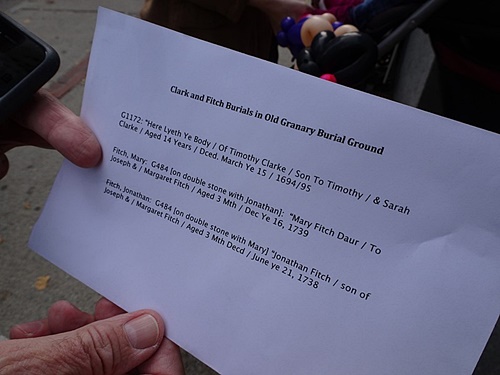 Clark and Fitch Burials in Old Granary Burial Ground
G1172: "Here Lyeth Ye Body / Of Timothy Clarke / Son To Timothy / & Sarah
Clarke / Aged 14 Years / Dced. March Ye 15 / 1694/95
Fitch, Mary: G484 [on double stone with Jonathan]: "Mary Fitch Daur / To
Joseph & / Margaret Fitch / Aged 3 Mth / Dec Ye 16, 1739
Fitch, Jonathan: G484 [on double stone with Mary] "Jonathan Fitch / son of
Joseph & / Margaret Fitch / Aged 3 Mth Decd / June ye 21, 1738